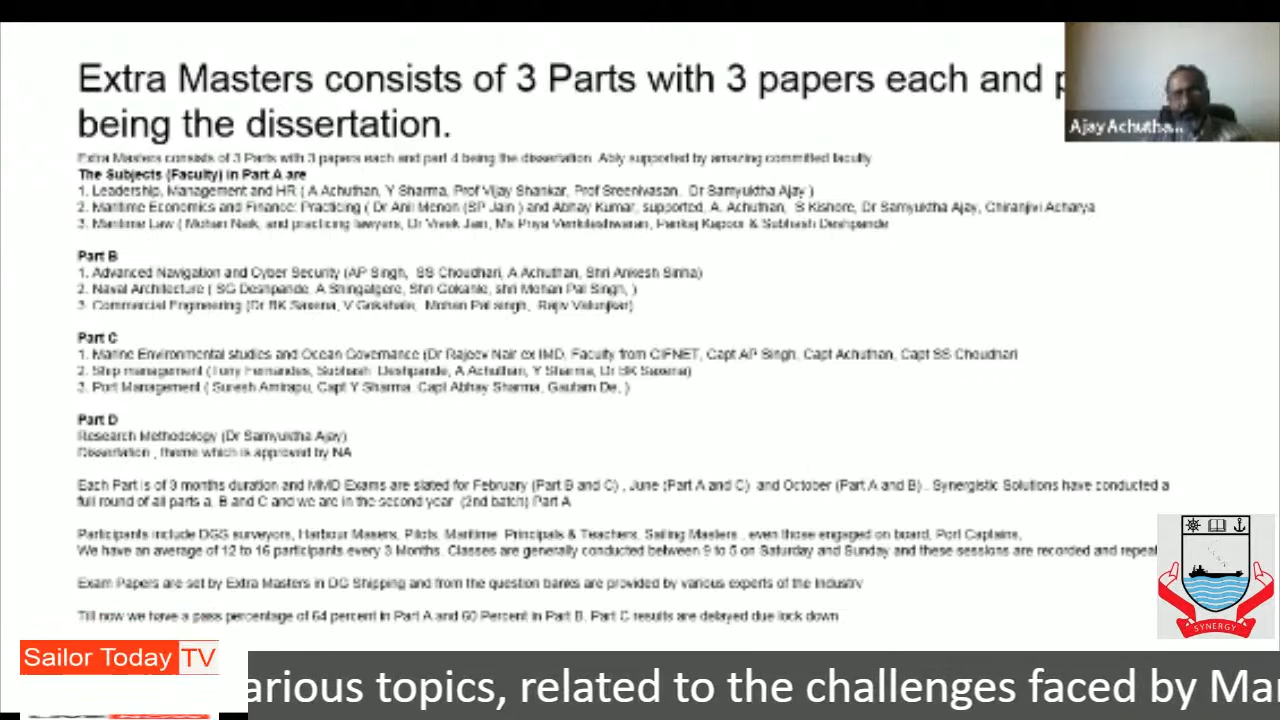 Extra Masters consists of 3 Parts with 3 papers each and p
being the dissertation.
Ajay Achutha...
Extra Masters consists of 3 Parts with 3 papers each and part 4 being the dissertation. Ably supported by amazing committed faculty
The Subjects (Faculty) in Part A are
1. Leadership, Management and HR ( A Achuthan, Y Sharma, Prof Vijay Shankar, Prof Sreenivasan, Dr Samyuktha Ajay )
2. Maritime Economics and Finance: Practicing ( Dr Anil Menon (SP Jain ) and Abhay Kumar, supported, A. Achuthan, S Kishore, Dr Samyuktha Ajay, Chiranjivi Acharya
3. Maritime Law ( Mohan Naik, and practicing lawyers, Dr Vivek Jain, Ms Priya Pankaj Kapoor & Subhash Deshpande
Part B
1. Advanced Navigation and Cyber Security (AP Singh, SS Choudhari, A Achuthan, Shri Ankesh Sinha)
2. Naval Architecture ( SG Deshpande, A Shingalgere, Shri Gokahle, shri Mohan Pal Singh, )
3. Commercial Engineering (Dr BK Saxena, V Gokahale, Mohan Pal singh, Rajiv
Part C
1. Marine Environmental studies and Ocean Governance (Dr Rajeev Nair ex IMD, Faculty from CIFNET, Capt AP Singh, Capt Achuthan, Capt SS Choudhari
2. Ship management (Tony Fernandes, Subhash Deshpande, A Achuthan, Y Sharma, Dr BK Saxena)
3. Port Management ( Suresh Amirapu, Capt Y Sharma, Capt Abhay Sharma, Gautam De, )
Part D
Research Methodology (Dr Samyuktha Ajay)
Dissertation , theme which is approved by NA
Each Part is of 3 months duration and MMD Exams are slated for February (Part B and C) , June (Part A and C) and October (Part A and B) . Synergistic Solutions have conducted a
full round of all parts a, B and C and we are in the second year (2nd batch) Part A
Participants include DGS surveyors, Harbour Masers, Pilots, Maritime Principals & Teachers, Sailing Masters , even those engaged on board, Port Captains,
We have an average of 12 to 16 participants every 3 Months. Classes are generally conducted between 9 to 5 on Saturday and Sunday and these sessions are recorded and repeat
Exam Papers are set by Extra Masters in DG Shipping and from the question banks are provided by various experts of the Industry
Till now we have a pass percentage of 64 percent in Part A and 60 Percent in Part B. Part C results are delayed due lock down
SYNERGY
Sailor Today TV
arious topics, related to the challenges faced by Mar